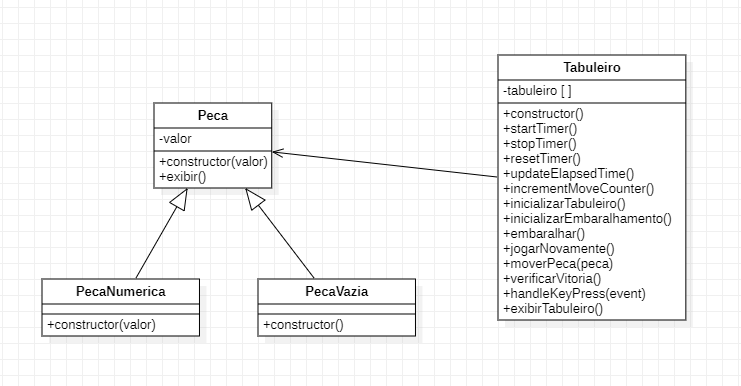 Peca
-valor
+constructor(valor)
+exibir()
PecaNumerica
+constructor(valor)
PecaVazia
+constructor()
Tabuleiro
-tabuleiro [ ]
+constructor()
+startTimer()
+stopTimer()
+resetTimer()
+updateElapsedTime()
+incrementMoveCounter()
+inicializarTabuleiro()
+inicializarEmbaralhamento()
+embaralhar()
+jogarNovamente()
+moverPeca(peca)
+verificarVitoria()
+handleKeyPress(event)
+exibirTabuleiro()